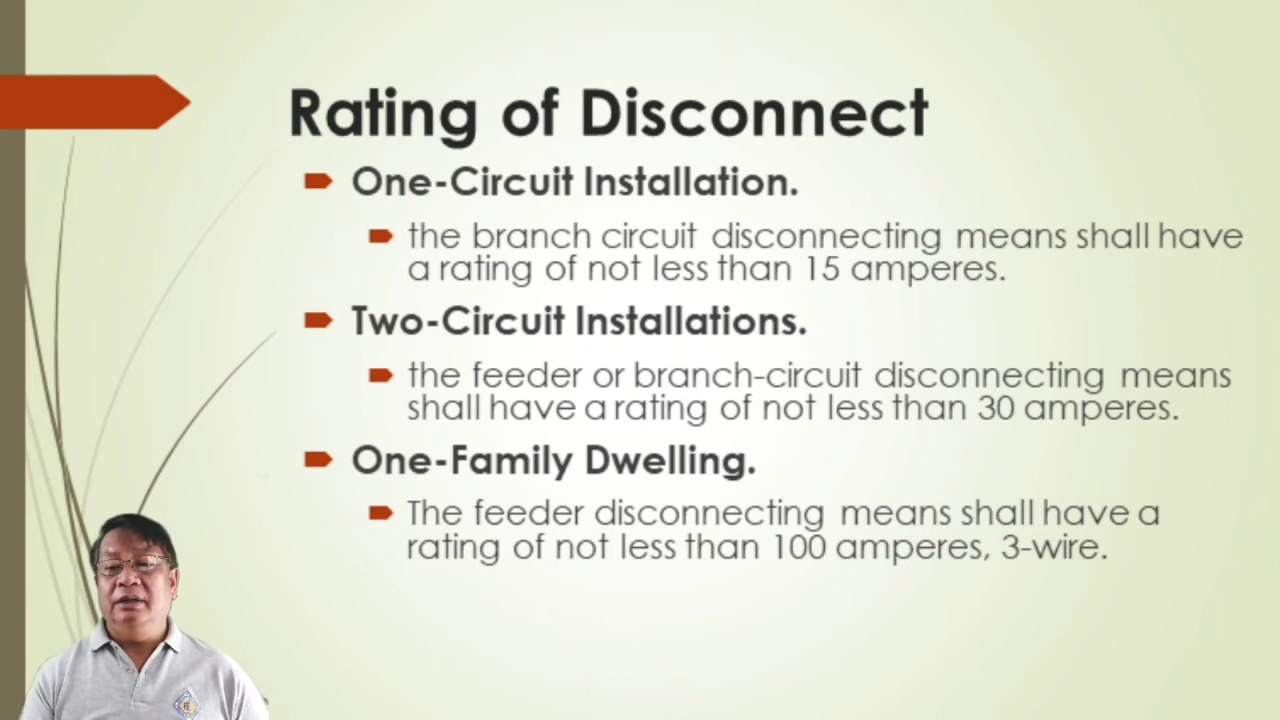 Rating of Disconnect
One-Circuit Installation.
the branch circuit disconnecting means shall have
a rating of not less than 15 amperes.
Two-Circuit Installations.
the feeder or branch-circuit disconnecting means
shall have a rating of not less than 30 amperes.
One-Family Dwelling.
The feeder disconnecting means shall have a
rating of not less than 100 amperes, 3-wire.